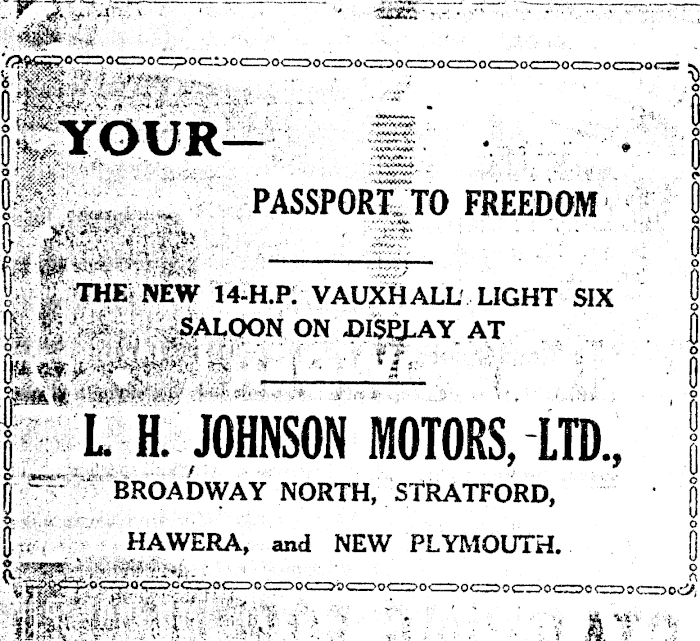 YOUR—
PASSPORT TO FREEDOM
THE NEW 14-H.P. VAUXHALL LIGHT SIX
SALOON ON DISPLAY AT
L. H. JOHNSON MOTORS, LTD.,
BROADWAY NORTH, STRATFORD,
HAWERA, and NEW PLYMOUTH.